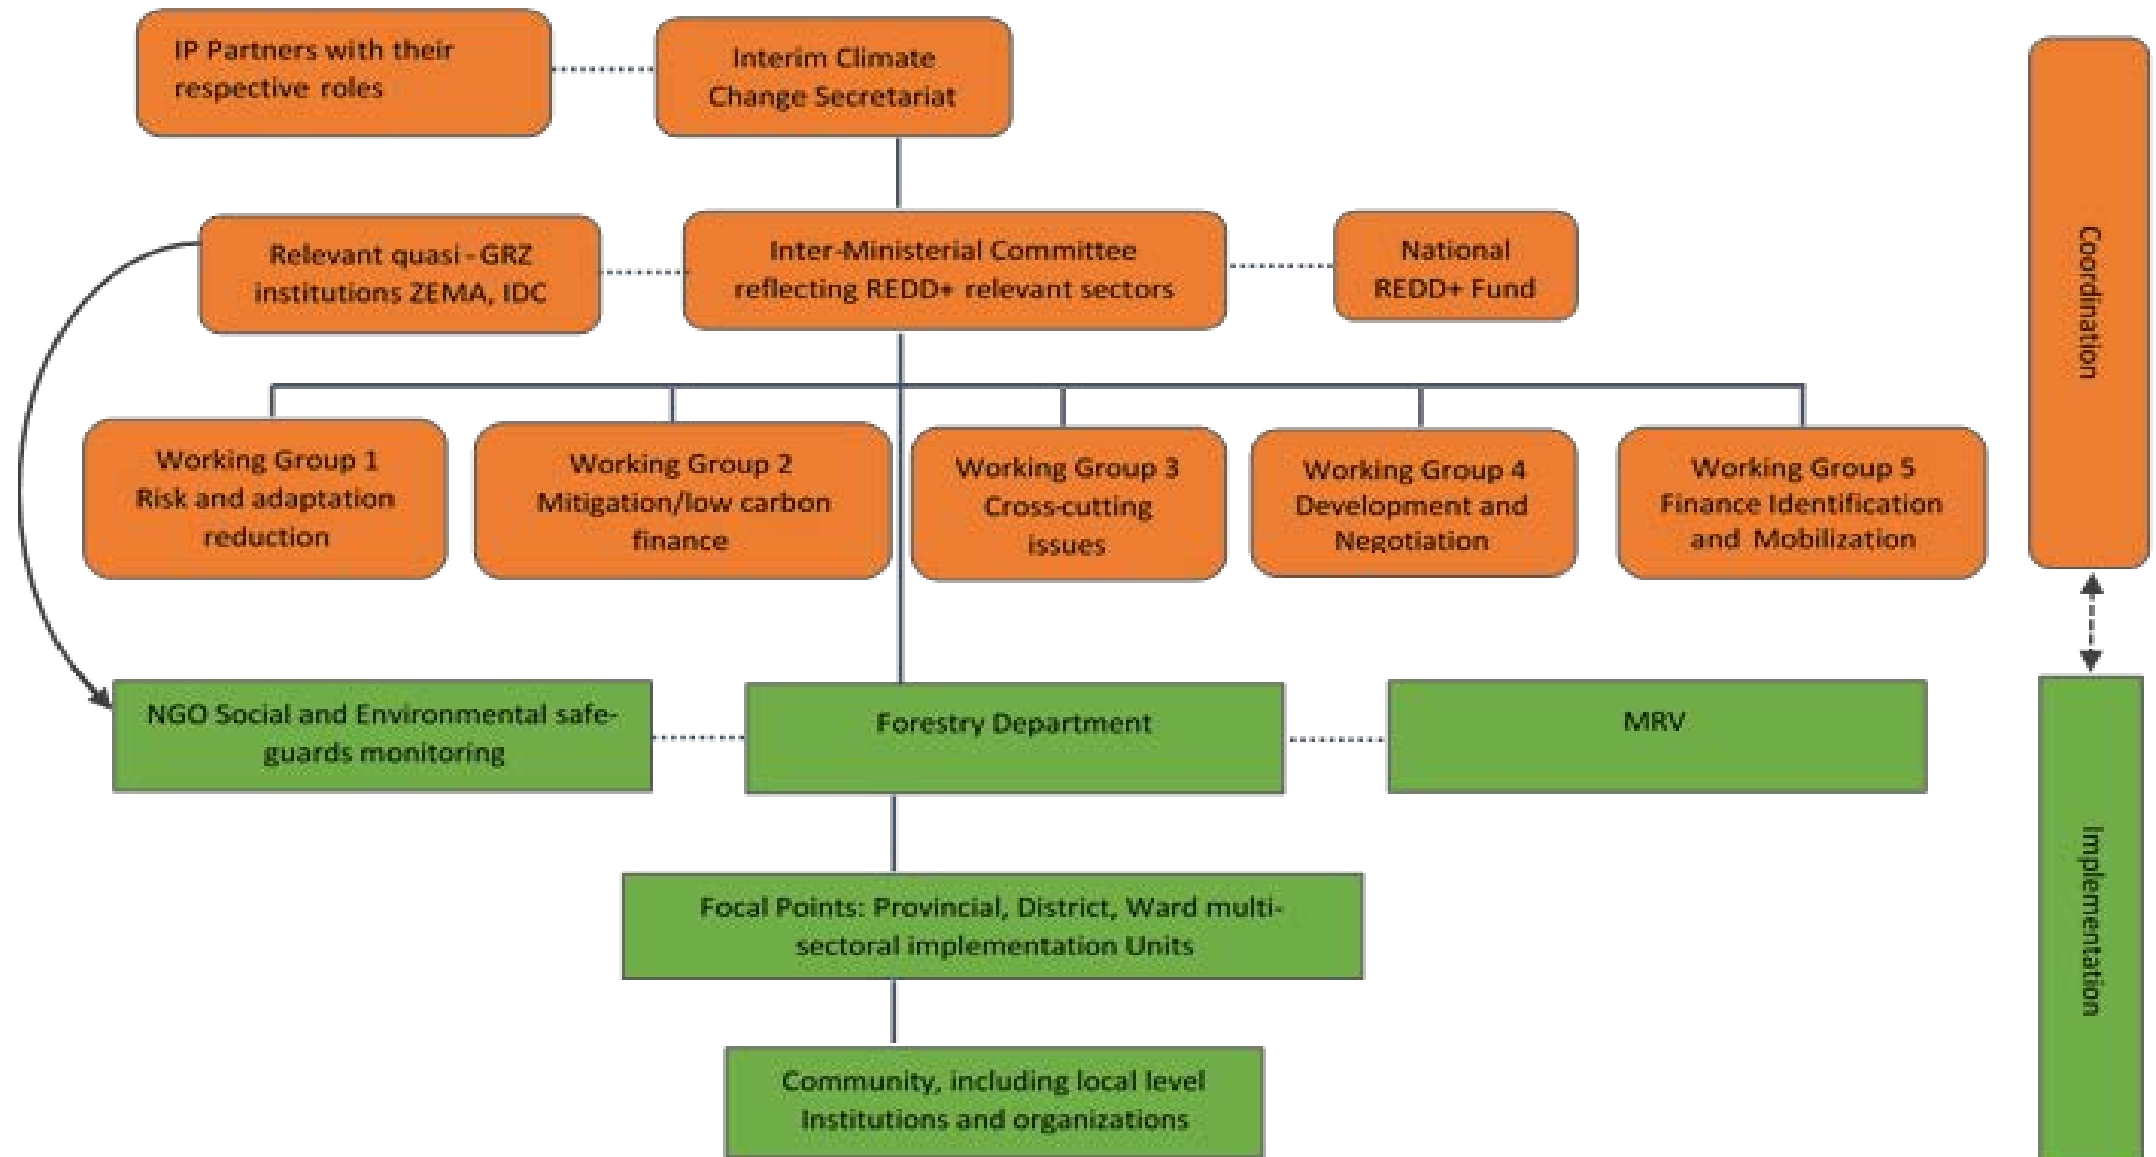 IP Partners with their
respective roles
Interim Climate
Change Secretariat
Relevant quasi-GRZ
institutions ZEMA, IDC
Inter-Ministerial Committee
reflecting REDD+ relevant sectors
National
REDD+ Fund
Coordination
Working Group 1
Risk and adaptation
reduction
Working Group 2
Mitigation/low carbon
finance
Working Group 3
Cross-cutting
issues
Working Group 4
Development and
Negotiation
Working Group 5
Finance Identification
and Mobilization
NGO Social and Environmental safe-
guards monitoring
Forestry Department
MRV
Implementation
Focal Points: Provincial, District, Ward multi-
sectoral implementation Units
Community, including local level
Institutions and organizations